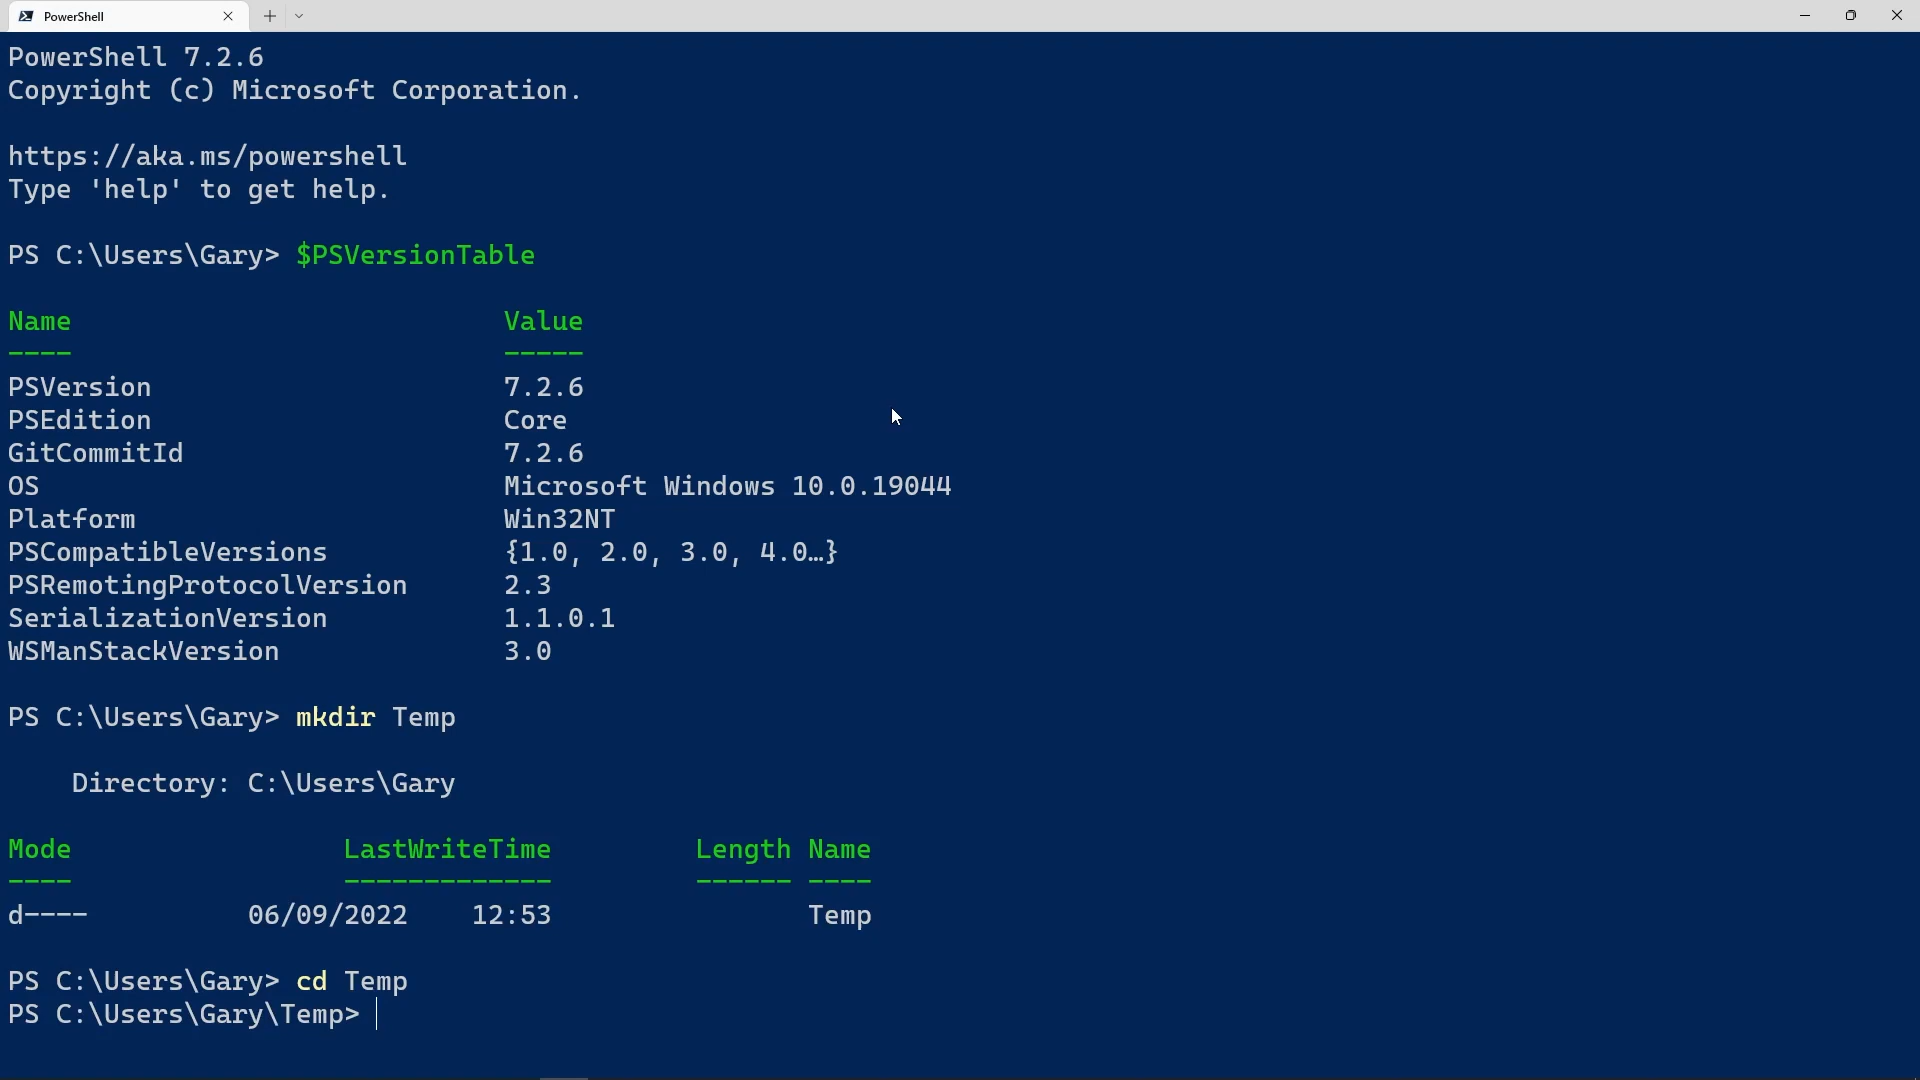 PowerShell
PowerShell 7.2.6
Copyright (c) Microsoft Corporation.
https://aka.ms/powershell
Type 'help' to get help.
PS C:\Users\Gary> $PSVersionTable
Name                           Value
----                           -----
PSVersion                      7.2.6
PSEdition                      Core
GitCommitId                    7.2.6
OS                             Microsoft Windows 10.0.19044
Platform                       Win32NT
PSCompatibleVersions           {1.0, 2.0, 3.0, 4.0…}
PSRemotingProtocolVersion      2.3
SerializationVersion           1.1.0.1
WSManStackVersion              3.0
PS C:\Users\Gary> mkdir Temp
    Directory: C:\Users\Gary
Mode                 LastWriteTime         Length Name
----                 -------------         ------ ----
d----          06/09/2022    12:53                Temp
PS C:\Users\Gary> cd Temp
PS C:\Users\Gary\Temp>